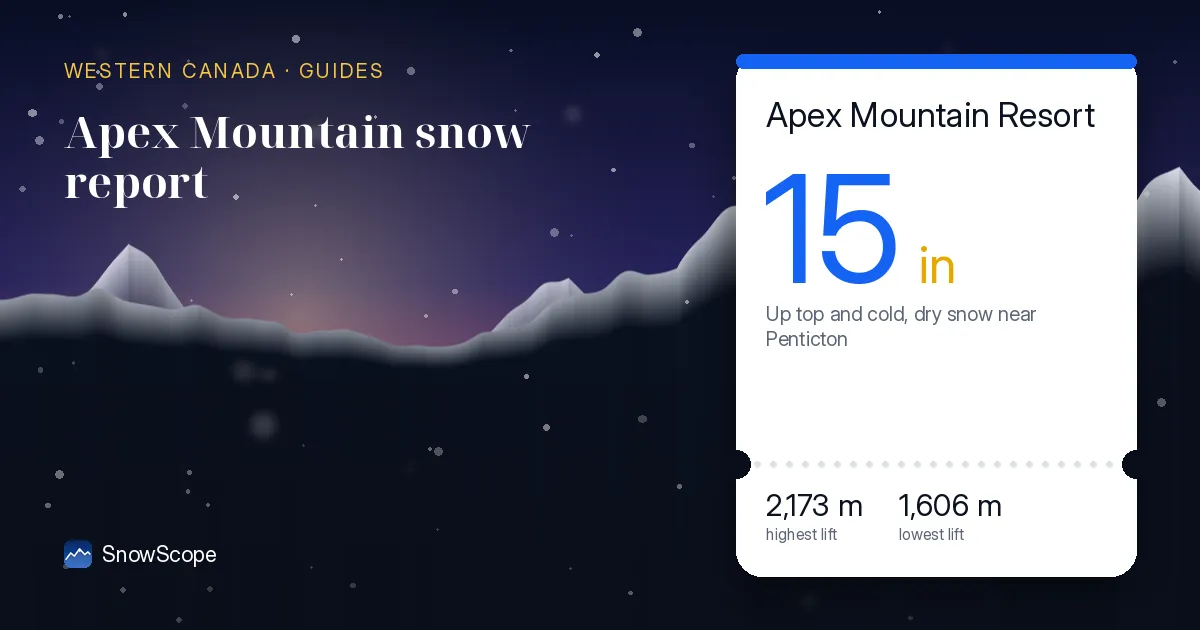 WESTERN CANADA · GUIDES
Apex Mountain snow
report
SnowScope
Apex Mountain Resort
15 in
Up top and cold, dry snow near
Penticton
2,173 m 1,606 m
highest lift lowest lift